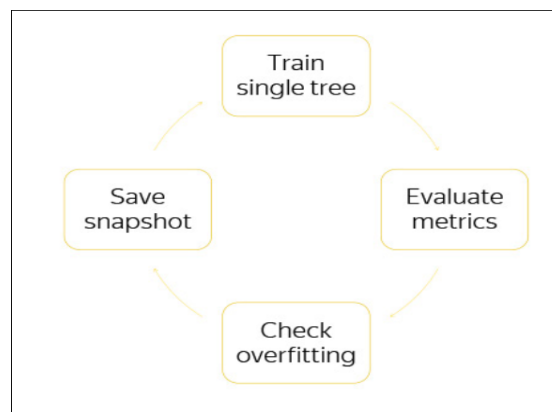 Train
single tree
Evaluate
metrics
Check
overfitting
Save
snapshot